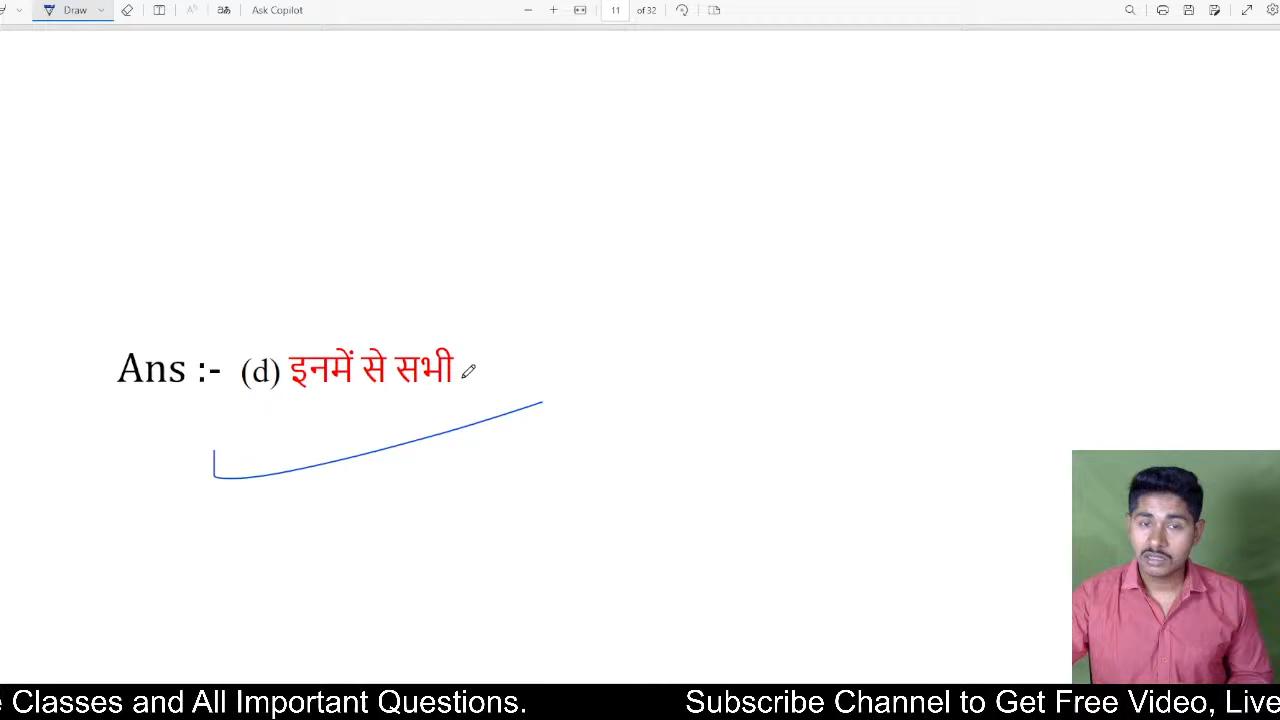 Draw
Ask Copilot
11 of 32
Ans :- (d) इनमें से सभी
e Classes and All Important Questions. Subscribe Channel to Get Free Video, Live